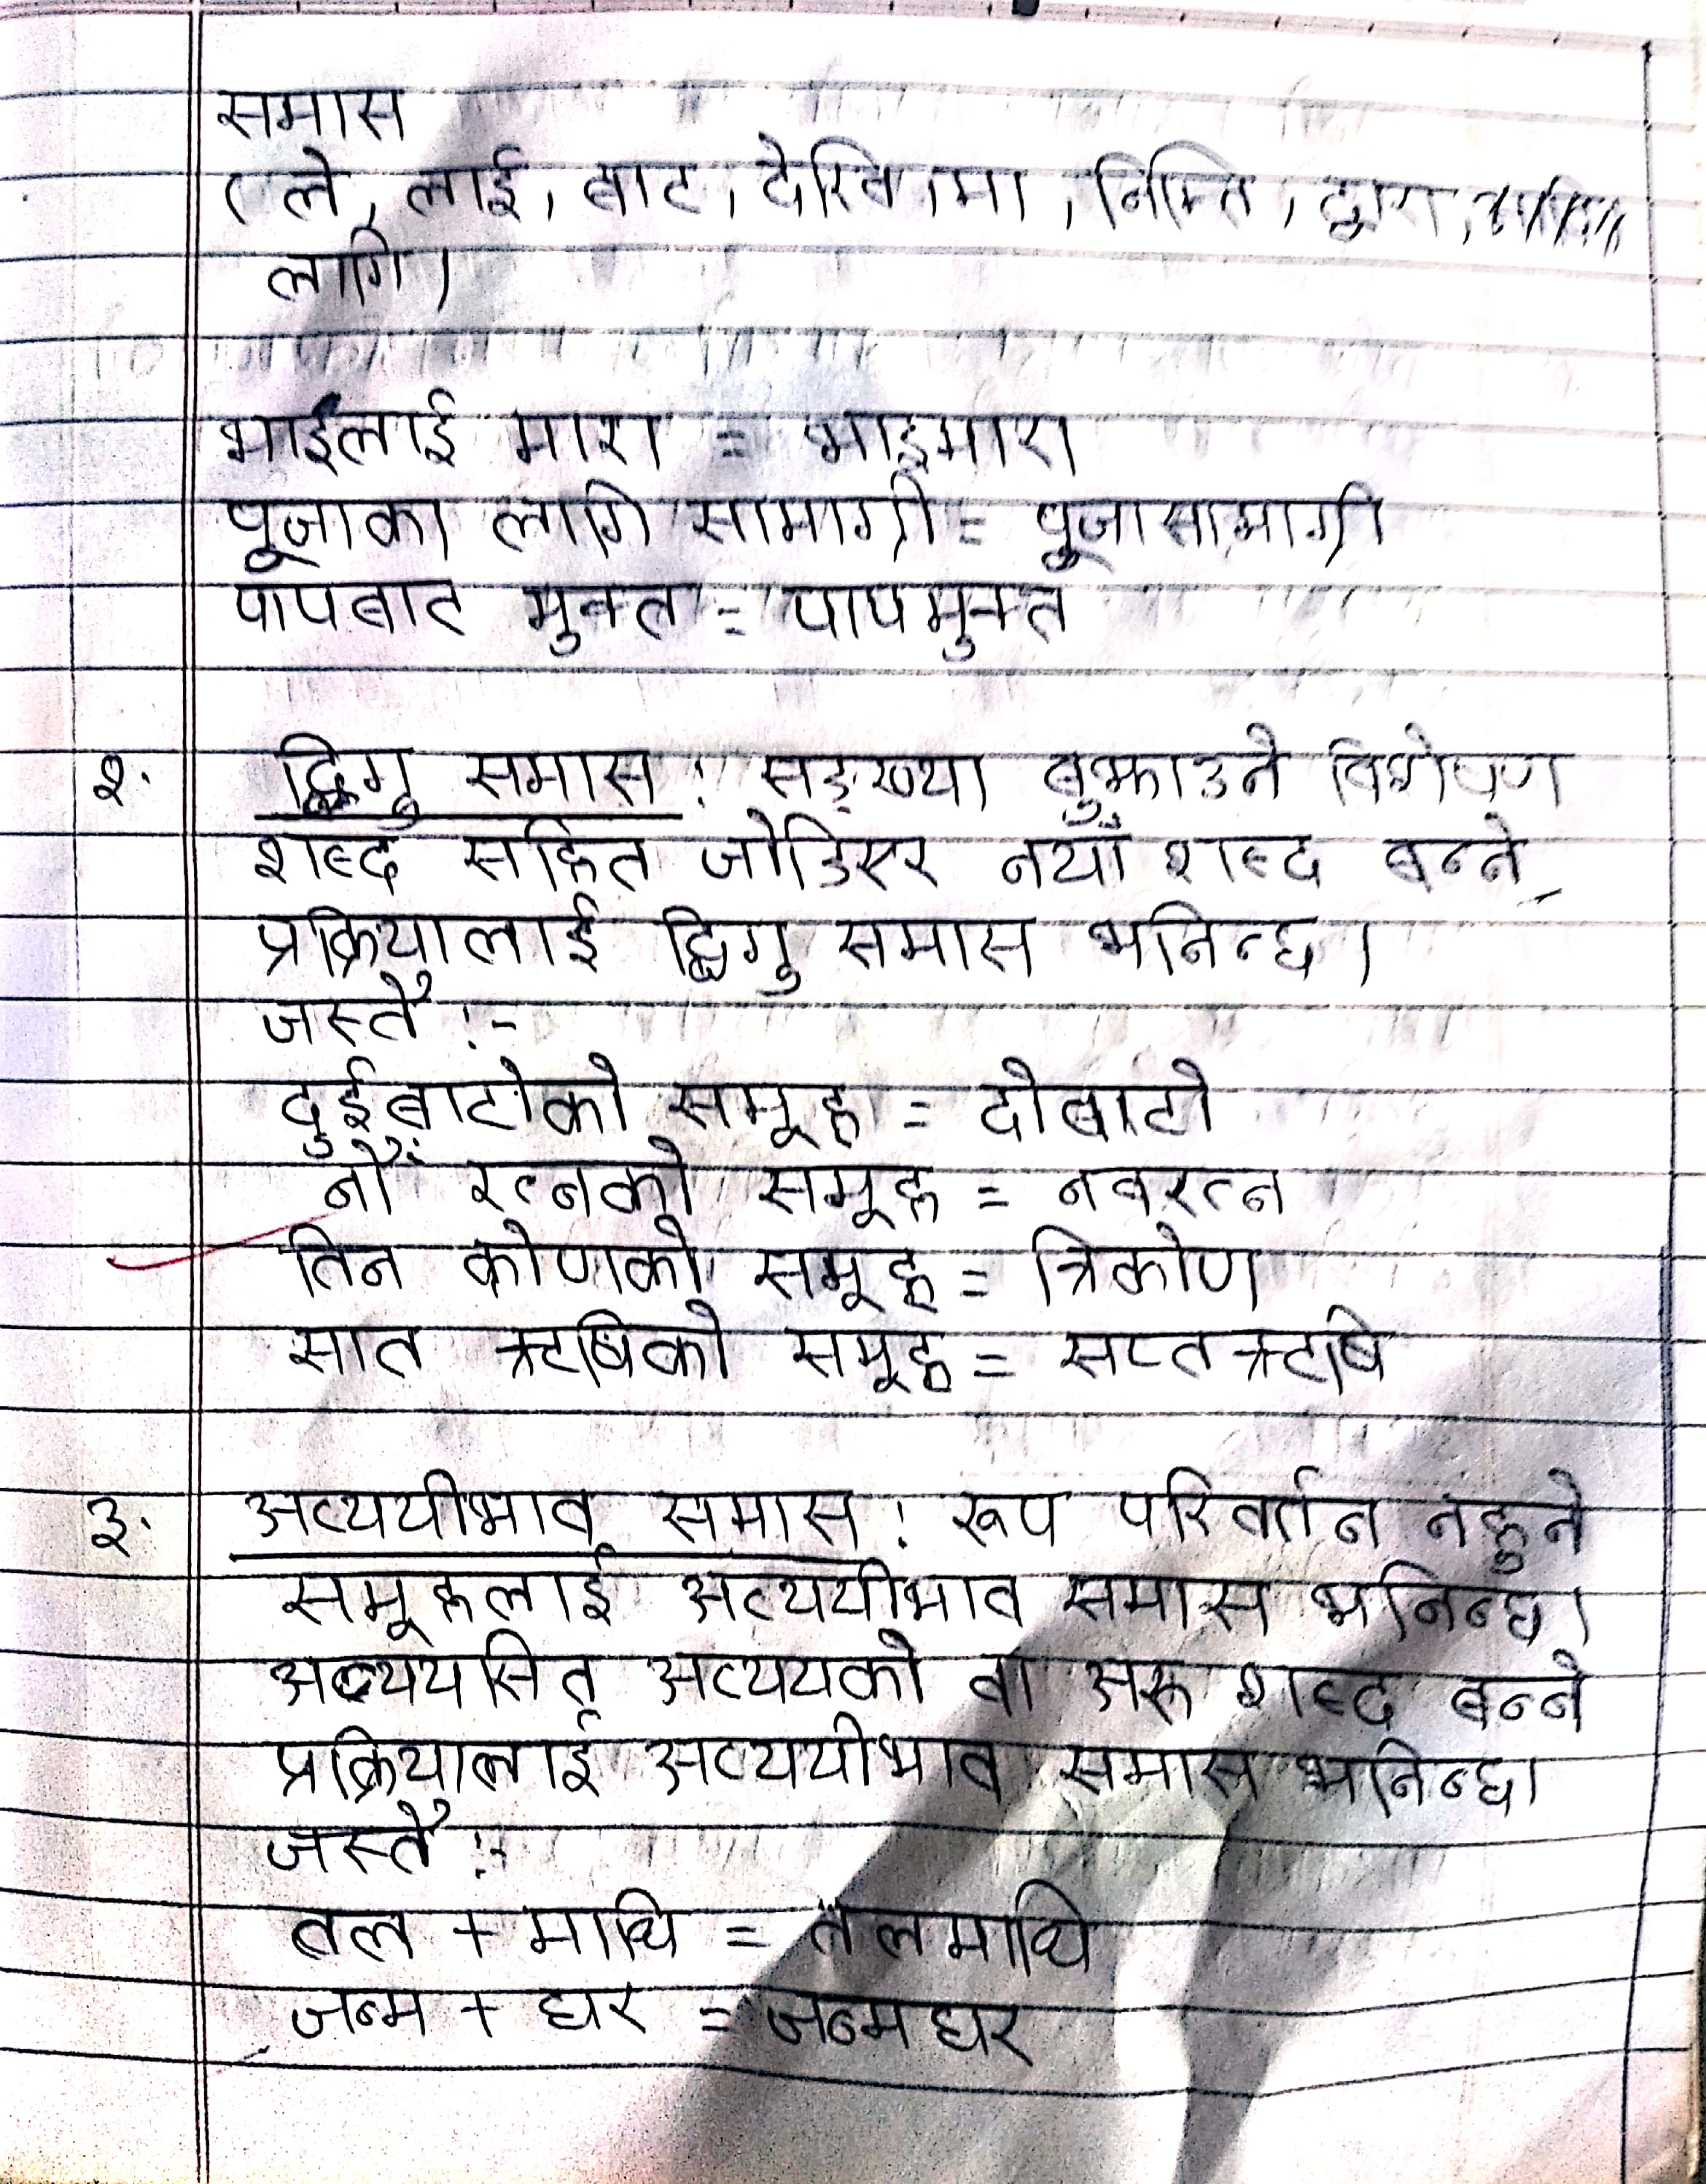 समास
( ले, लाई, बाट, देखि, मा, निम्ति, द्वारा,
लागि)
भाईलाई मारा = भाइमारा
पूजाका लागि सामाग्री = पूजा सामाग्री
पापबाट मुक्त = पापमुक्त
२. द्विगु समास : सङ्ख्या बुझाउने विशेषण
शब्द सहित जोडिएर नयाँ शब्द बन्ने
प्रक्रियालाई द्विगु समास भनिन्छ।
जस्तै :-
दुईबाटोको समूह = दोबाटो
नौ रत्नको समूह = नवरत्न
तिन कोणको समूह = त्रिकोण
सात ऋषिको समूह = सप्तऋषि
३. अव्ययीभाव समास : रूप परिवर्तन नहुने
समूहलाई अव्ययीभाव समास भनिन्छ।
अव्ययसित अव्ययको वा अरू शब्द बन्ने
प्रक्रियालाई अव्ययीभाव समास भनिन्छ।
जस्तै :-
तल + माथि = तलमाथि
जन्म + घर = जन्मघर